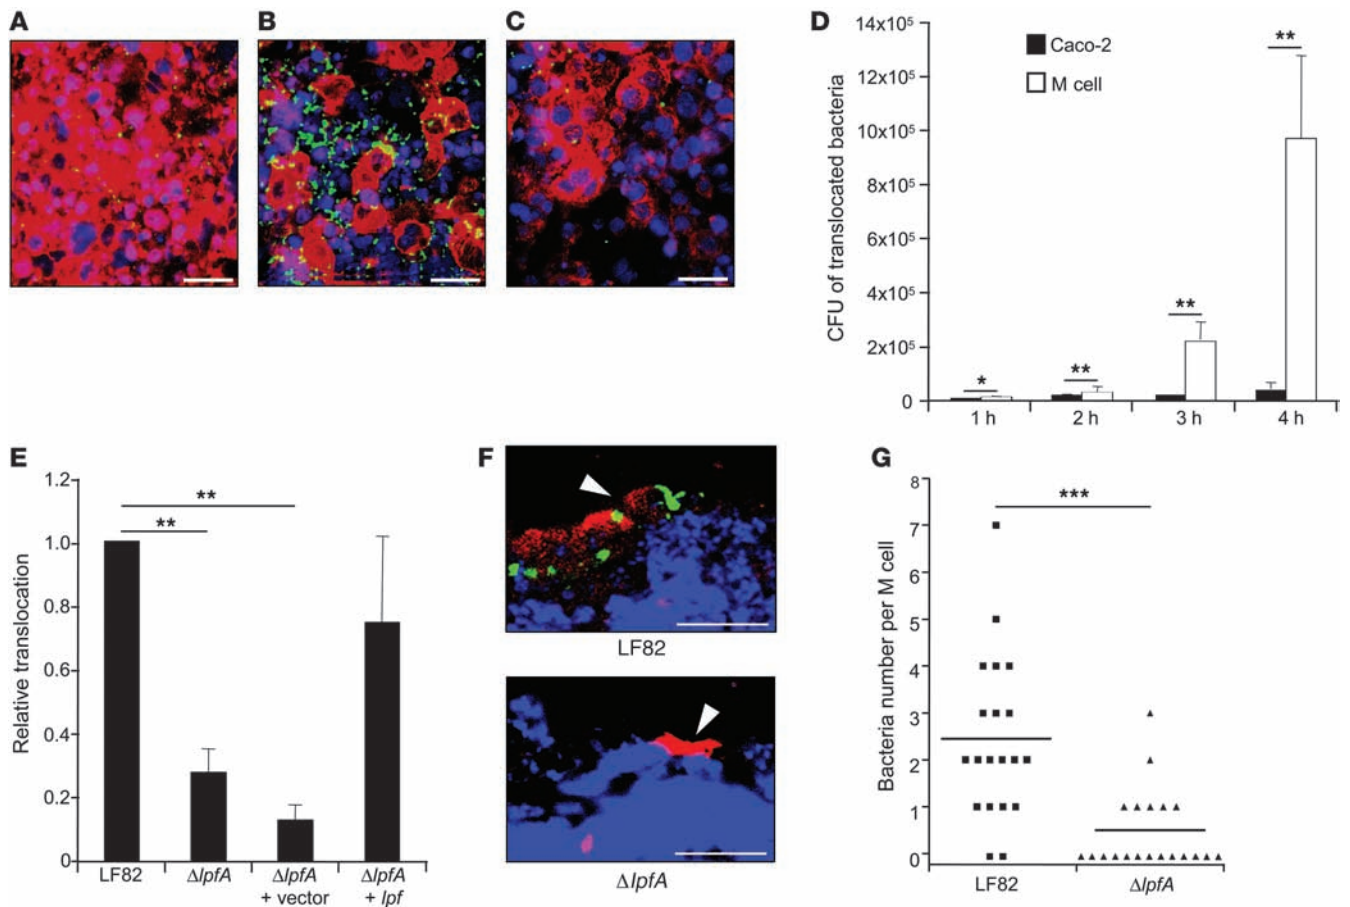 A
B
C
D
CFU of translocated bacteria
14x10⁵
12x10⁵
10x10⁵
8x10⁵
6x10⁵
4x10⁵
2x10⁵
0
Caco-2
M cell
*
**
**
**
1 h
2 h
3 h
4 h
E
Relative translocation
1.2
1.0
0.8
0.6
0.4
0.2
0
**
**
LF82
ΔlpfA
ΔlpfA + vector
ΔlpfA + lpf
F
LF82
ΔlpfA
G
Bacteria number per M cell
8
7
6
5
4
3
2
1
0
***
LF82
ΔlpfA